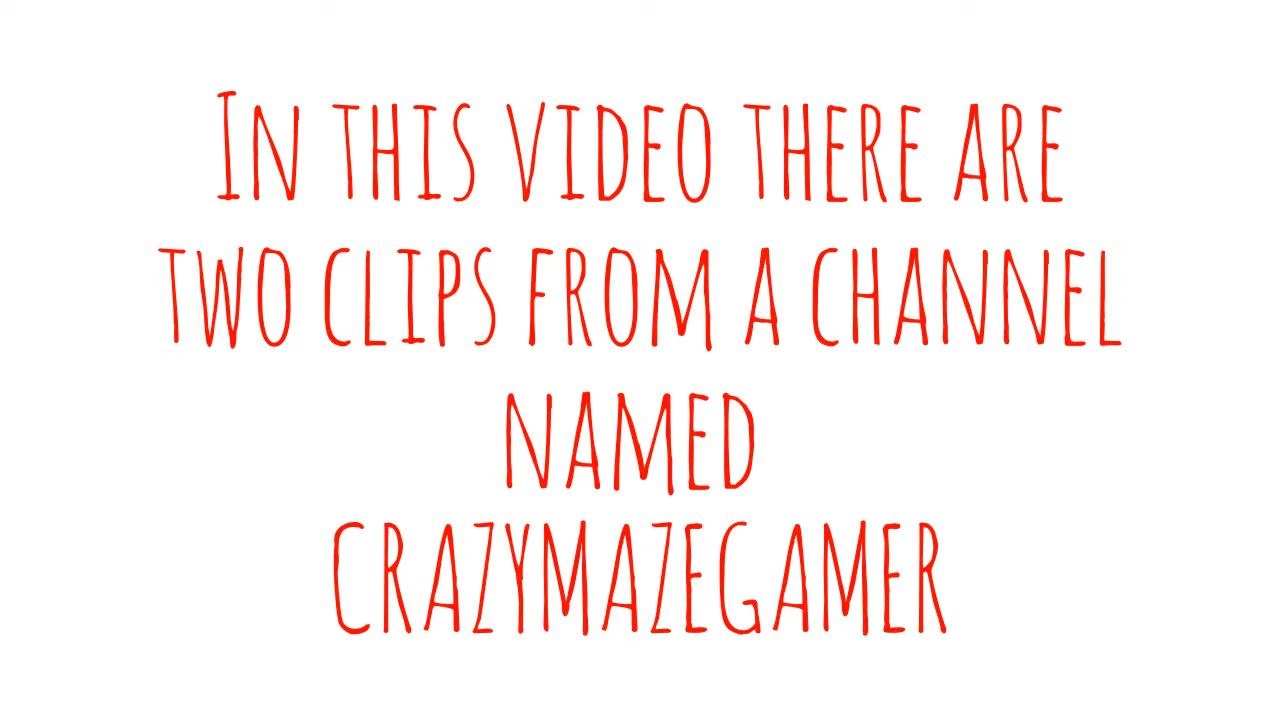 In this video there are
two clips from a channel
named
CRAZYMAZEGAMER